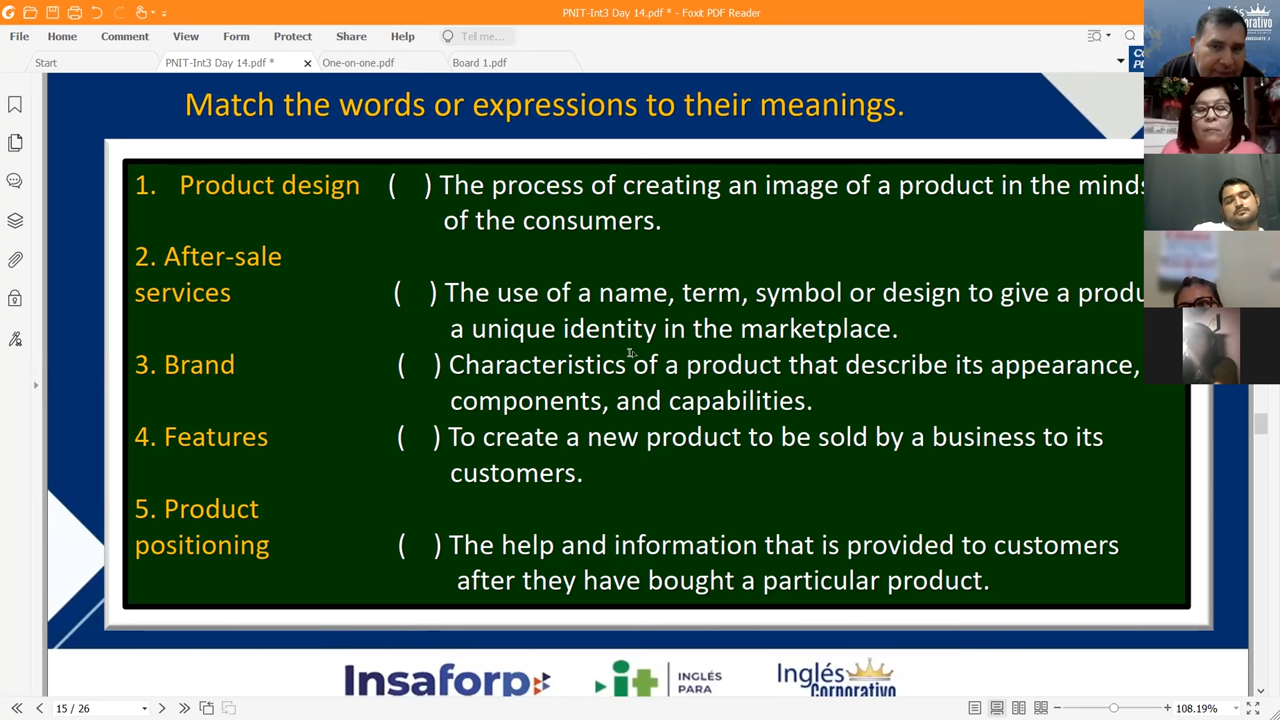 PNIT-Int3 Day 14.pdf * - Foxit PDF Reader
File Home Comment View Form Protect Share Help Tell me...
Start PNIT-Int3 Day 14.pdf * One-on-one.pdf Board 1.pdf
Inglés
Corporativo
Match the words or expressions to their meanings.
1. Product design ( ) The process of creating an image of a product in the minds
of the consumers.
2. After-sale
services ( ) The use of a name, term, symbol or design to give a produ
a unique identity in the marketplace.
3. Brand ( ) Characteristics of a product that describe its appearance,
components, and capabilities.
4. Features ( ) To create a new product to be sold by a business to its
customers.
5. Product
positioning ( ) The help and information that is provided to customers
after they have bought a particular product.
Insaforp it INGLÉS PARA Inglés Corporativo
15 / 26 108.19%